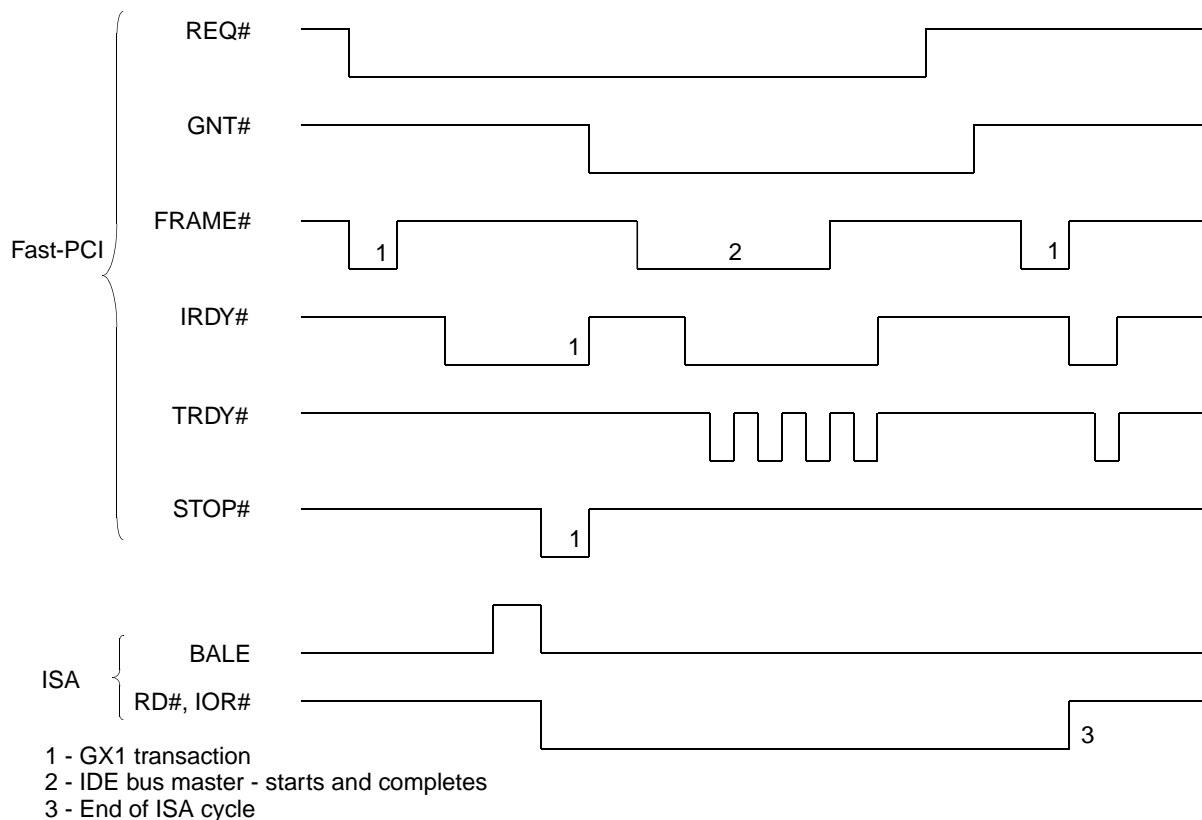 REQ#
GNT#
FRAME#
1
2
1
Fast-PCI
IRDY#
1
TRDY#
STOP#
1
BALE
ISA
RD#, IOR#
3
1 - GX1 transaction
2 - IDE bus master - starts and completes
3 - End of ISA cycle